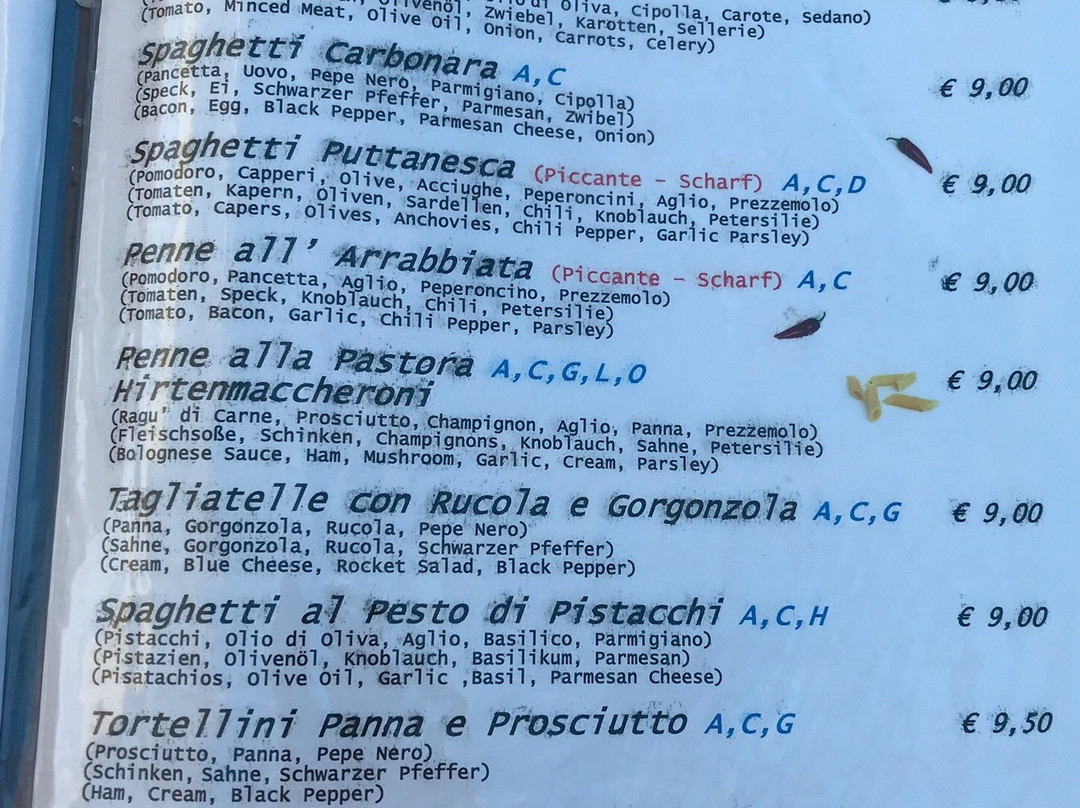 Olivenöl, Zwiebel, Karotten, Sellerie)
di Oliva, Cipolla, Carote, Sedano)
(Tomato, Minced Meat, Olive Oil, Onion, Carrots, Celery)
Spaghetti Carbonara A,C € 9,00
(Pancetta, Uovo, Pepe Nero, Parmigiano, Cipolla)
(Speck, Ei, Schwarzer Pfeffer, Parmesan, Zwibel)
(Bacon, Egg, Black Pepper, Parmesan Cheese, Onion)
Spaghetti Puttanesca (Piccante - Scharf) A,C,D € 9,00
(Pomodoro, Capperi, Olive, Acciughe, Peperoncini, Aglio, Prezzemolo)
(Tomaten, Kapern, Oliven, Sardellen, Chili, Knoblauch, Petersilie)
(Tomato, Capers, Olives, Anchovies, Chili Pepper, Garlic Parsley)
Penne all' Arrabbiata (Piccante - Scharf) A,C € 9,00
(Pomodoro, Pancetta, Aglio, Peperoncino, Prezzemolo)
(Tomaten, Speck, Knoblauch, Chili, Petersilie)
(Tomato, Bacon, Garlic, Chili Pepper, Parsley)
Penne alla Pastora A,C,G,L,O € 9,00
Hirtenmaccheroni
(Ragu' di Carne, Prosciutto, Champignon, Aglio, Panna, Prezzemolo)
(Fleischsoße, Schinken, Champignons, Knoblauch, Sahne, Petersilie)
(Bolognese Sauce, Ham, Mushroom, Garlic, Cream, Parsley)
Tagliatelle con Rucola e Gorgonzola A,C,G € 9,00
(Panna, Gorgonzola, Rucola, Pepe Nero)
(Sahne, Gorgonzola, Rucola, Schwarzer Pfeffer)
(Cream, Blue Cheese, Rocket Salad, Black Pepper)
Spaghetti al Pesto di Pistacchi A,C,H € 9,00
(Pistacchi, Olio di Oliva, Aglio, Basilico, Parmigiano)
(Pistazien, Olivenöl, Knoblauch, Basilikum, Parmesan)
(Pisatachios, Olive Oil, Garlic ,Basil, Parmesan Cheese)
Tortellini Panna e Prosciutto A,C,G € 9,50
(Prosciutto, Panna, Pepe Nero)
(Schinken, Sahne, Schwarzer Pfeffer)
(Ham, Cream, Black Pepper)